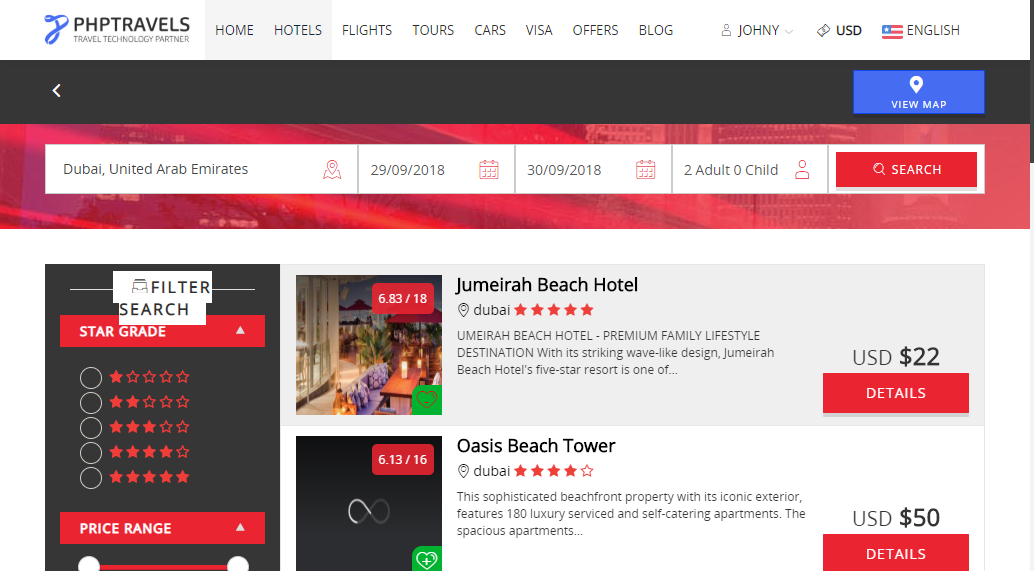 PHPTRAVELS
TRAVEL TECHNOLOGY PARTNER
HOME HOTELS FLIGHTS TOURS CARS VISA OFFERS BLOG JOHNY USD ENGLISH
VIEW MAP
Dubai, United Arab Emirates 29/09/2018 30/09/2018 2 Adult 0 Child SEARCH
FILTER
SEARCH
STAR GRADE
PRICE RANGE
6.83 / 18
Jumeirah Beach Hotel
dubai
UMEIRAH BEACH HOTEL - PREMIUM FAMILY LIFESTYLE
DESTINATION With its striking wave-like design, Jumeirah
Beach Hotel's five-star resort is one of...
USD $22
DETAILS
6.13 / 16
Oasis Beach Tower
dubai
This sophisticated beachfront property with its iconic exterior,
features 180 luxury serviced and self-catering apartments. The
spacious apartments...
USD $50
DETAILS